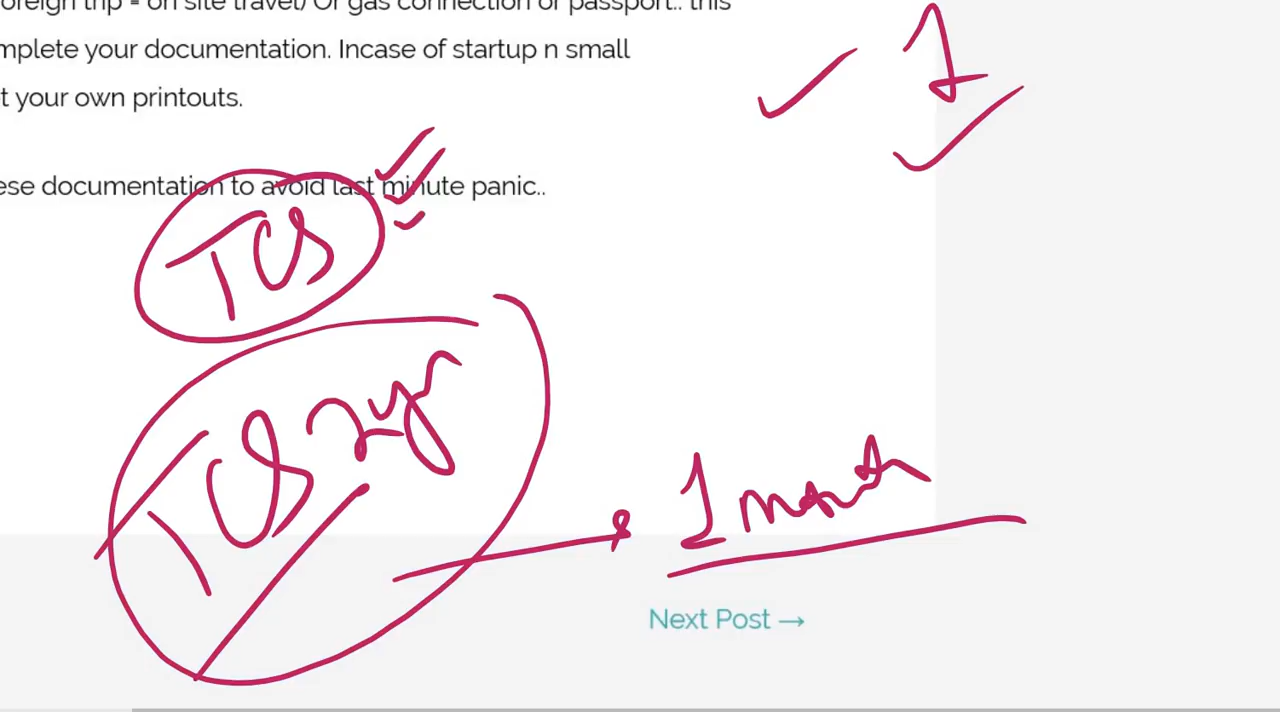 oreign trip = on site travel) Or gas connection or passport.. this
mplete your documentation. Incase of startup n small
t your own printouts.
ese documentation to avoid last minute panic..
1
TCS
TCS 2yr
1 month
Next Post →